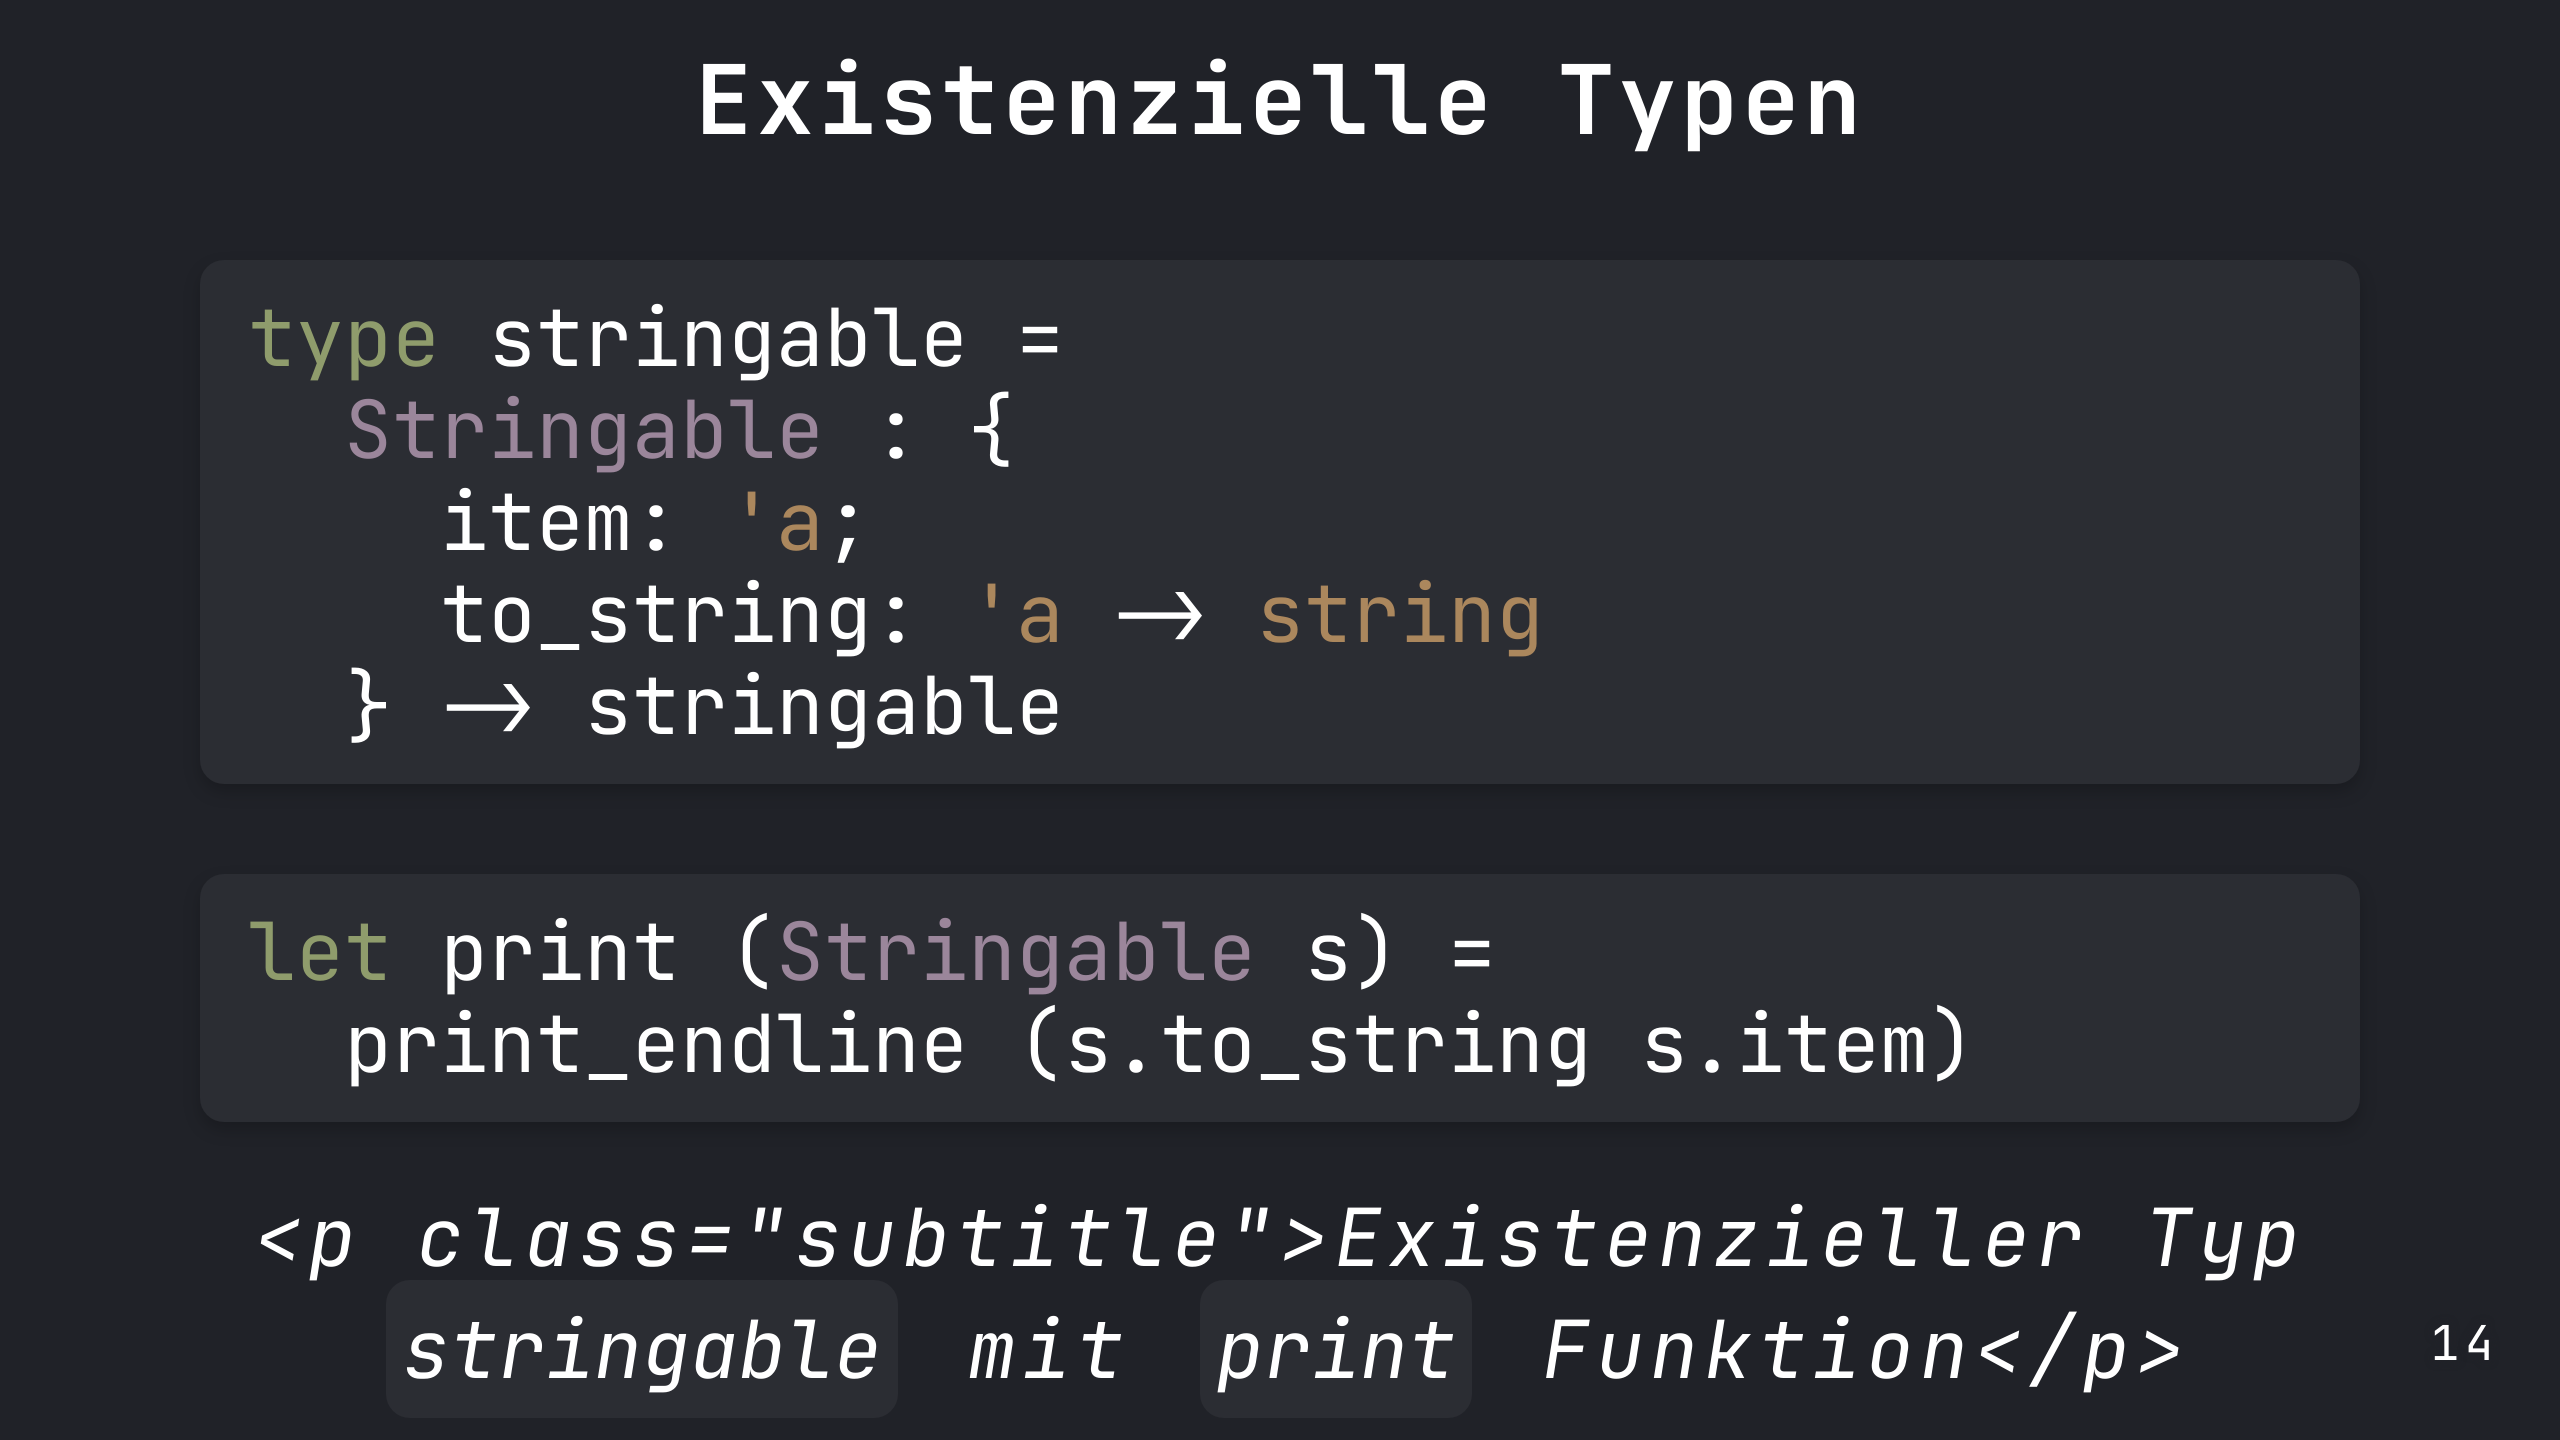 Existenzielle Typen
type stringable =
  Stringable : {
    item: 'a;
    to_string: 'a -> string
  } -> stringable
let print (Stringable s) =
  print_endline (s.to_string s.item)
<p class="subtitle">Existenzieller Typ
stringable mit print Funktion</p>
14